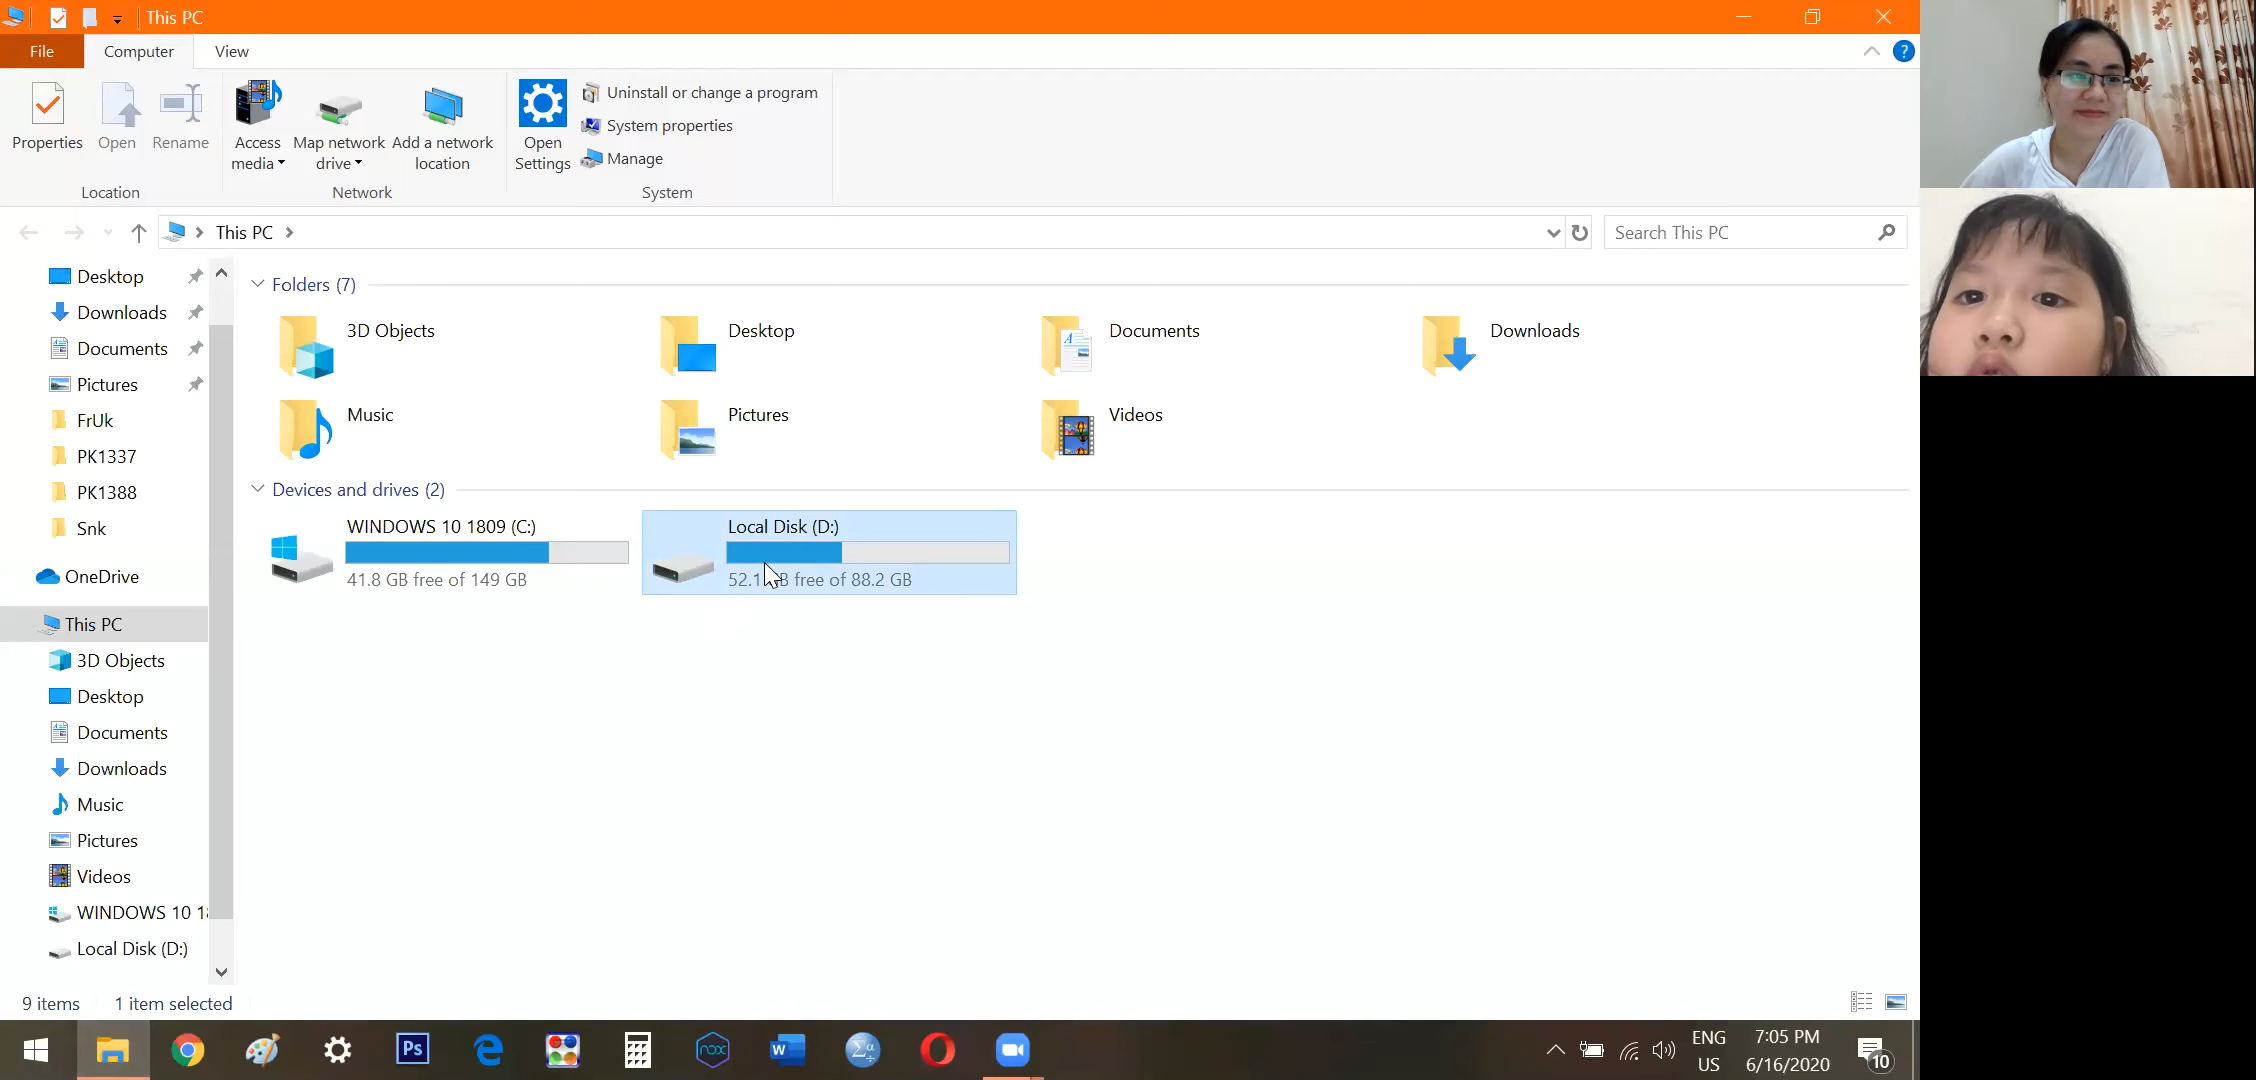 This PC
File
Computer
View
Properties
Open
Rename
Access media
Map network drive
Add a network location
Open Settings
Uninstall or change a program
System properties
Manage
Location
Network
System
This PC
Search This PC
Desktop
Downloads
Documents
Pictures
FrUk
PK1337
PK1388
Snk
OneDrive
This PC
3D Objects
Desktop
Documents
Downloads
Music
Pictures
Videos
WINDOWS 10 1
Local Disk (D:)
Folders (7)
3D Objects
Desktop
Documents
Downloads
Music
Pictures
Videos
Devices and drives (2)
WINDOWS 10 1809 (C:)
41.8 GB free of 149 GB
Local Disk (D:)
52.1 B free of 88.2 GB
9 items
1 item selected
Ps
nox
W
Σα
ENG
US
7:05 PM
6/16/2020
10